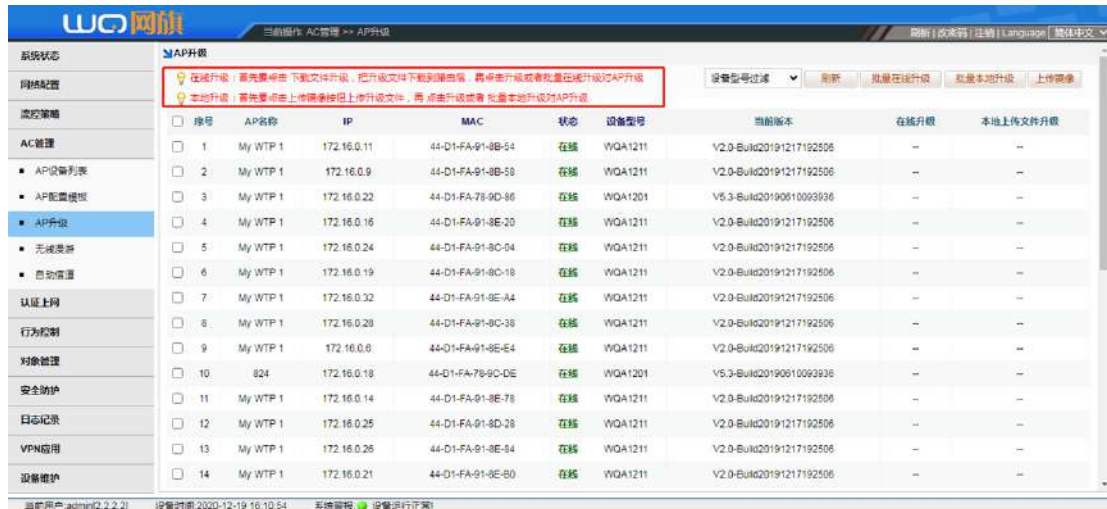 WQ网旗
当前操作: AC管理 >> AP升级
刷新 | 改密码 | 注销 | Language 简体中文
系统状态
网络配置
流控策略
AC管理
AP设备列表
AP配置模板
AP升级
无线漫游
自动信道
认证上网
行为控制
对象管理
安全防护
日志记录
VPN应用
设备维护
AP升级
在线升级：首先要点击 下载文件升级，把升级文件下载到路由后，再点击升级或者批量在线升级对AP升级
本地升级：首先要点击上传镜像按钮上传升级文件，再 点击升级或者 批量本地升级对AP升级
设备型号过滤 刷新 批量在线升级 批量本地升级 上传镜像
序号 AP名称 IP MAC 状态 设备型号 当前版本 在线升级 本地上传文件升级
1 My WTP 1 172.16.0.11 44-D1-FA-91-8B-54 在线 WQA1211 V2.0-Build20191217192506 -- --
2 My WTP 1 172.16.0.9 44-D1-FA-91-8B-58 在线 WQA1211 V2.0-Build20191217192506 -- --
3 My WTP 1 172.16.0.22 44-D1-FA-78-9D-86 在线 WQA1201 V5.3-Build20190610093936 -- --
4 My WTP 1 172.16.0.16 44-D1-FA-91-8E-20 在线 WQA1211 V2.0-Build20191217192506 -- --
5 My WTP 1 172.16.0.24 44-D1-FA-91-8C-04 在线 WQA1211 V2.0-Build20191217192506 -- --
6 My WTP 1 172.16.0.19 44-D1-FA-91-8C-18 在线 WQA1211 V2.0-Build20191217192506 -- --
7 My WTP 1 172.16.0.32 44-D1-FA-91-8E-A4 在线 WQA1211 V2.0-Build20191217192506 -- --
8 My WTP 1 172.16.0.28 44-D1-FA-91-8C-38 在线 WQA1211 V2.0-Build20191217192506 -- --
9 My WTP 1 172.16.0.6 44-D1-FA-91-8E-E4 在线 WQA1211 V2.0-Build20191217192506 -- --
10 824 172.16.0.18 44-D1-FA-78-9C-DE 在线 WQA1201 V5.3-Build20190610093936 -- --
11 My WTP 1 172.16.0.14 44-D1-FA-91-8E-78 在线 WQA1211 V2.0-Build20191217192506 -- --
12 My WTP 1 172.16.0.25 44-D1-FA-91-8D-28 在线 WQA1211 V2.0-Build20191217192506 -- --
13 My WTP 1 172.16.0.26 44-D1-FA-91-8E-84 在线 WQA1211 V2.0-Build20191217192506 -- --
14 My WTP 1 172.16.0.21 44-D1-FA-91-8E-B0 在线 WQA1211 V2.0-Build20191217192506 -- --
当前用户:admin[2.2.2.2] 设备时间:2020-12-19 16:10:54 系统警报: 设备运行正常!